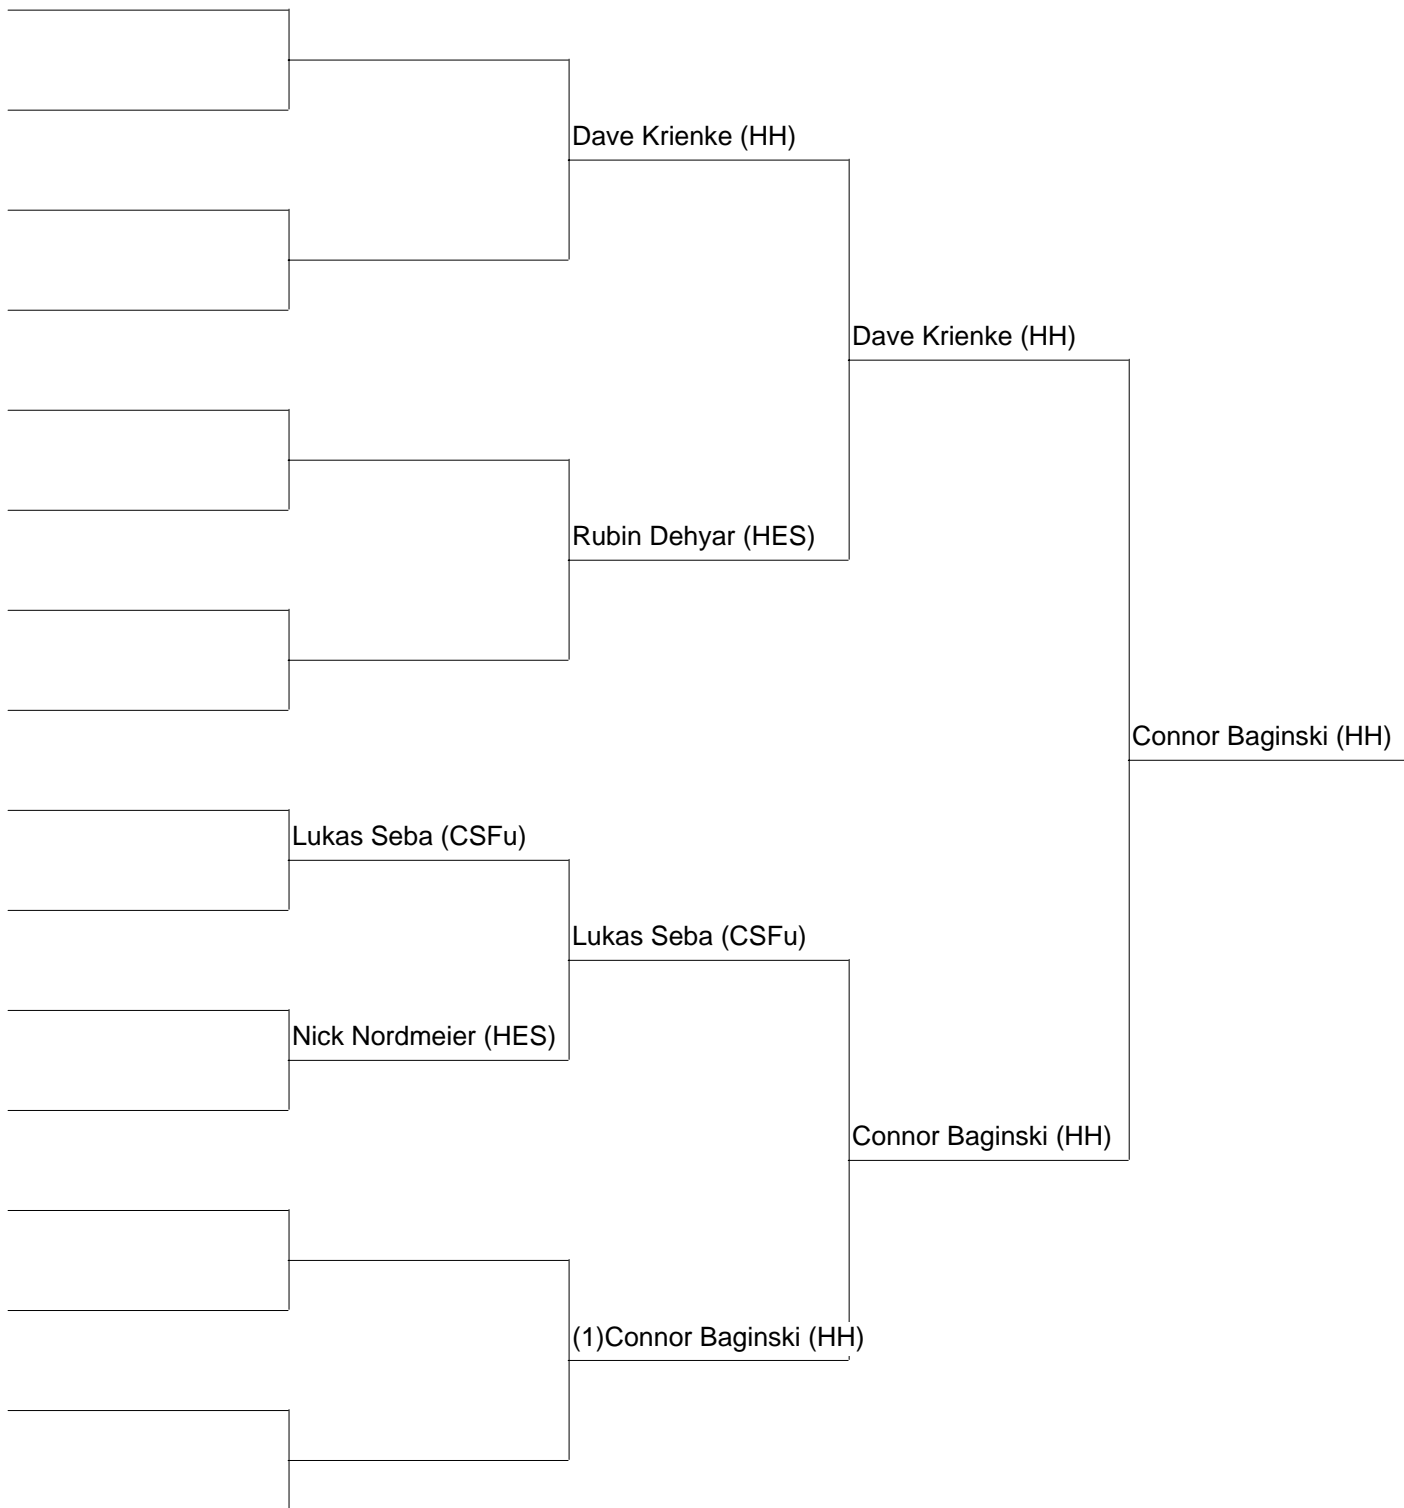 Dave Krienke (HH)
Dave Krienke (HH)
Rubin Dehyar (HES)
Connor Baginski (HH)
Lukas Seba (CSFu)
Lukas Seba (CSFu)
Nick Nordmeier (HES)
Connor Baginski (HH)
(1)Connor Baginski (HH)